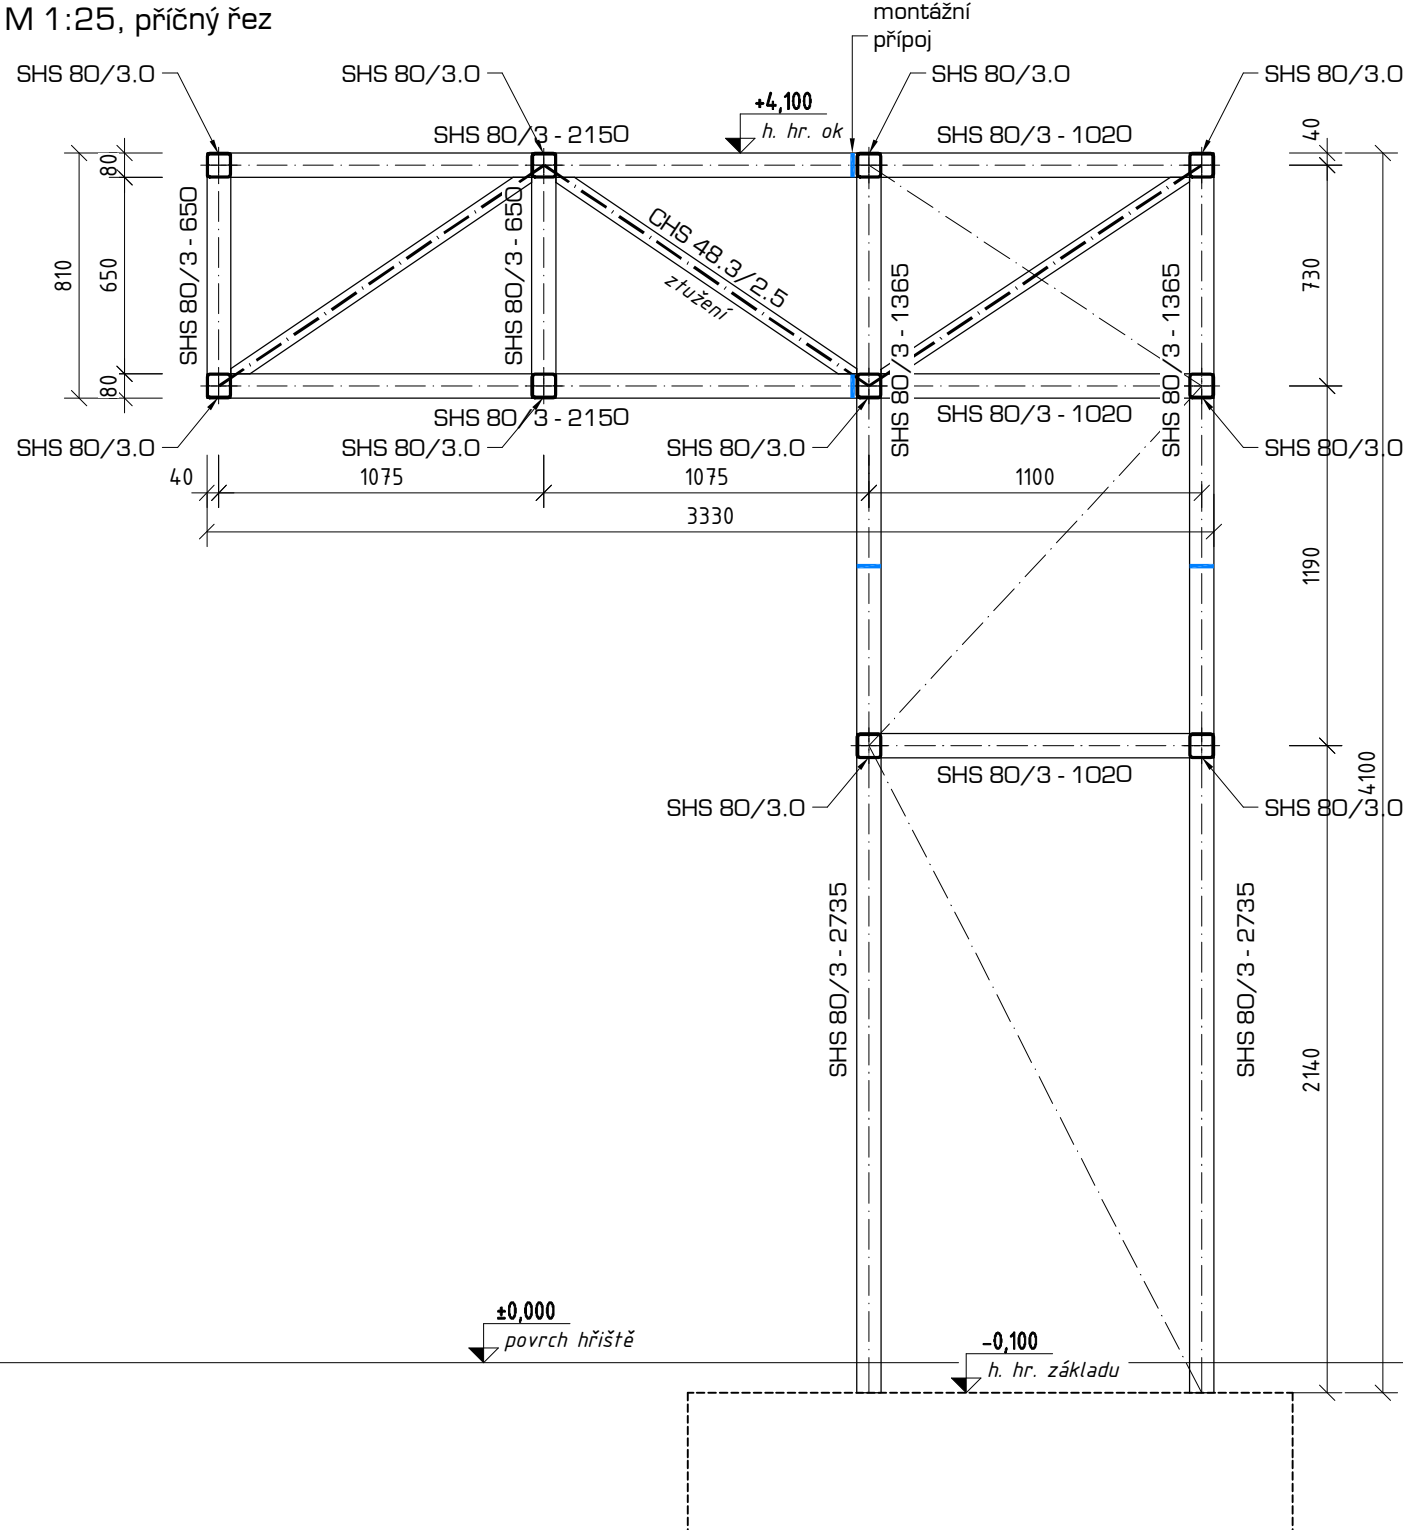 M 1:25, příčný řez
montážní
přípoj
SHS 80/3.0
SHS 80/3.0
SHS 80/3.0
SHS 80/3.0
+4,100
h. hr. ok
SHS 80/3 - 2150
SHS 80/3 - 1020
40
80
810
650
80
SHS 80/3 - 650
SHS 80/3 - 650
CHS 48.3/2.5
ztužení
SHS 80/3 - 1365
SHS 80/3 - 1365
730
SHS 80/3 - 2150
SHS 80/3 - 1020
SHS 80/3.0
SHS 80/3.0
SHS 80/3.0
SHS 80/3.0
40
1075
1075
1100
3330
1190
4100
SHS 80/3 - 1020
SHS 80/3.0
SHS 80/3.0
SHS 80/3 - 2735
SHS 80/3 - 2735
2140
±0,000
povrch hřiště
-0,100
h. hr. základu